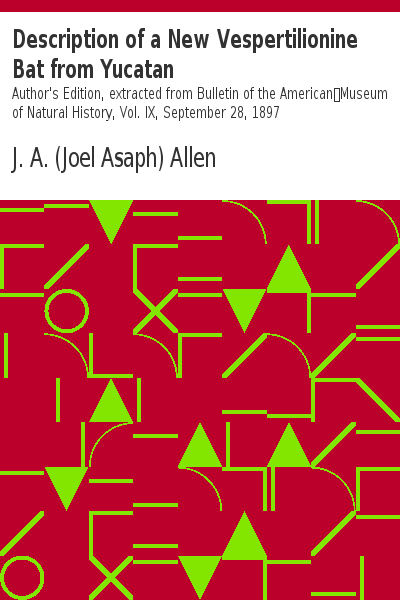 Description of a New Vespertilionine
Bat from Yucatan
Author's Edition, extracted from Bulletin of the American▯Museum
of Natural History, Vol. IX, September 28, 1897
J. A. (Joel Asaph) Allen